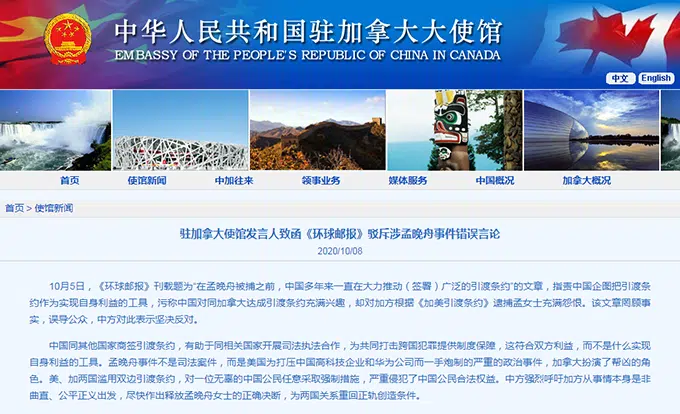 中华人民共和国驻加拿大大使馆
EMBASSY OF THE PEOPLE'S REPUBLIC OF CHINA IN CANADA
中文 English
首页 使馆新闻 中加往来 领事业务 媒体服务 中国概况 加拿大概况
首页 > 使馆新闻
驻加拿大使馆发言人致函《环球邮报》驳斥涉孟晚舟事件错误言论
2020/10/08
10月5日，《环球邮报》刊载题为“在孟晚舟被捕之前，中国多年来一直在大力推动（签署）广泛的引渡条约”的文章，指责中国企图把引渡条
约作为实现自身利益的工具，污称中国对同加拿大达成引渡条约充满兴趣，却对加方根据《加美引渡条约》逮捕孟女士充满怨恨。该文章罔顾事
实，误导公众，中方对此表示坚决反对。
中国同其他国家商签引渡条约，有助于同相关国家开展司法执法合作，为共同打击跨国犯罪提供制度保障，这符合双方利益，而不是什么实现
自身利益的工具。孟晚舟事件不是司法案件，而是美国为打压中国高科技企业和华为公司而一手炮制的严重的政治事件，加拿大扮演了帮凶的角
色。美、加两国滥用双边引渡条约，对一位无辜的中国公民任意采取强制措施，严重侵犯了中国公民合法权益。中方强烈呼吁加方从事情本身是非
曲直、公平正义出发，尽快作出释放孟晚舟女士的正确决断，为两国关系重回正轨创造条件。